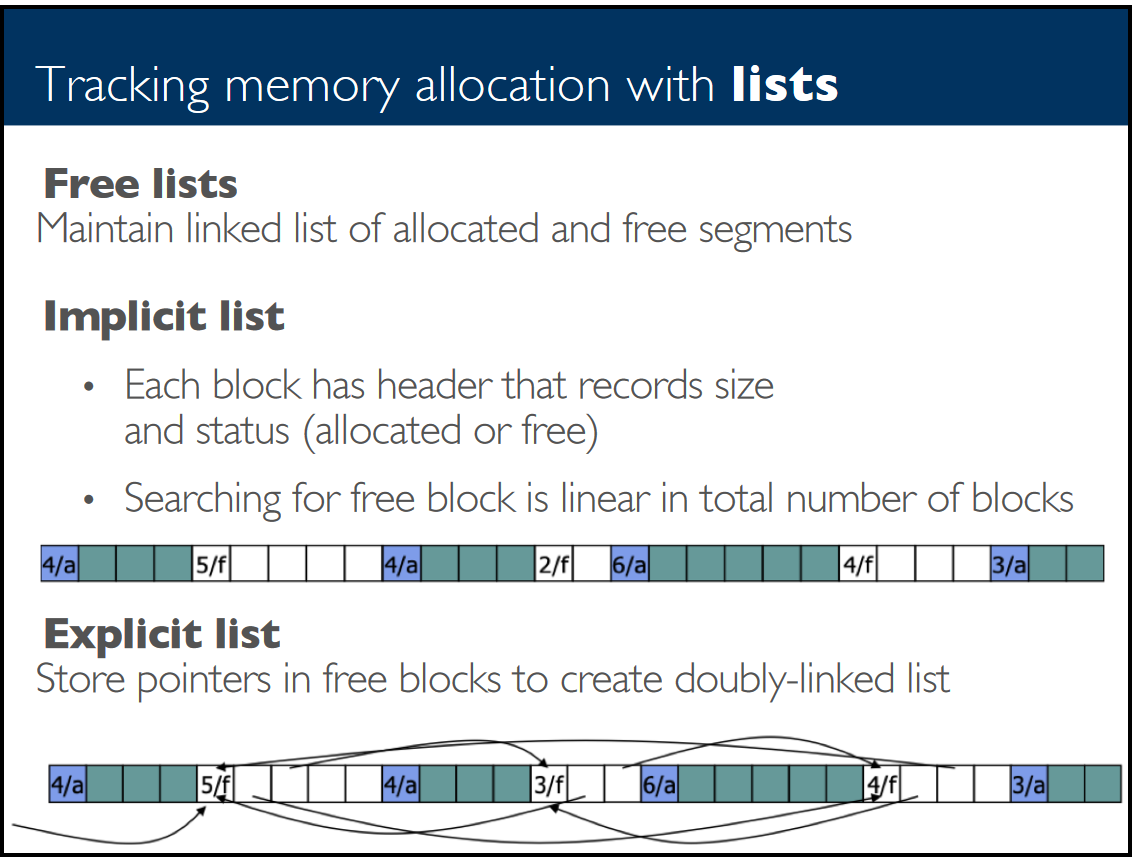 Tracking memory allocation with lists
Free lists
Maintain linked list of allocated and free segments
Implicit list
• Each block has header that records size
and status (allocated or free)
• Searching for free block is linear in total number of blocks
4/a 5/f 4/a 2/f 6/a 4/f 3/a
Explicit list
Store pointers in free blocks to create doubly-linked list
4/a 5/f 4/a 3/f 6/a 4/f 3/a